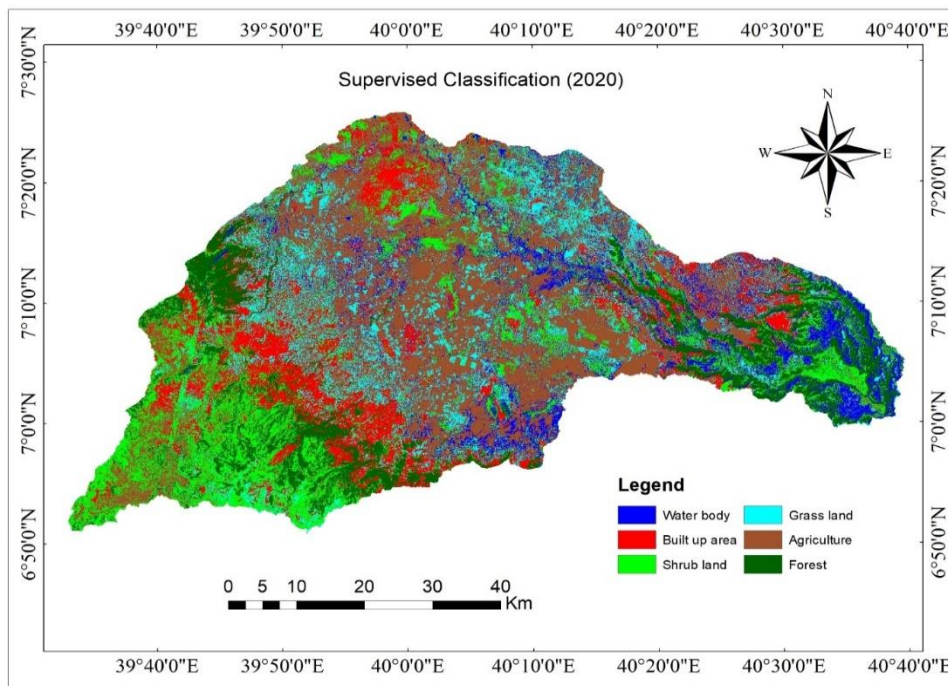 39°40'0"E 39°50'0"E 40°0'0"E 40°10'0"E 40°20'0"E 40°30'0"E 40°40'0"E
Supervised Classification (2020)
N
W E
S
7°30'0"N
7°20'0"N 7°20'0"N
7°10'0"N 7°10'0"N
7°0'0"N 7°0'0"N
6°50'0"N 6°50'0"N
Legend
Water body Grass land
Built up area Agriculture
Shrub land Forest
0 5 10 20 30 40
Km
39°40'0"E 39°50'0"E 40°0'0"E 40°10'0"E 40°20'0"E 40°30'0"E 40°40'0"E